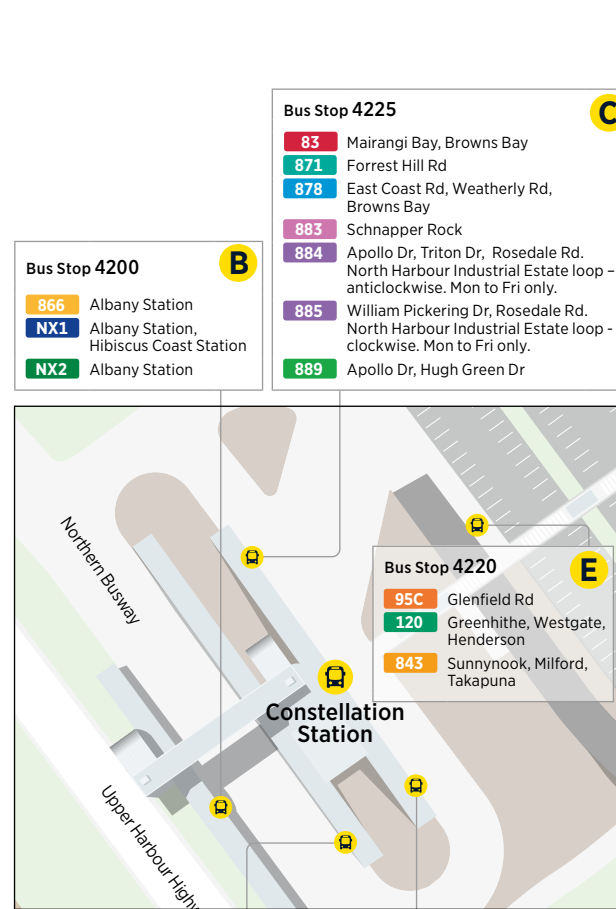 Bus Stop 4225
C
83 Mairangi Bay, Browns Bay
871 Forrest Hill Rd
878 East Coast Rd, Weatherly Rd,
Browns Bay
883 Schnapper Rock
884 Apollo Dr, Triton Dr, Rosedale Rd.
North Harbour Industrial Estate loop –
anticlockwise. Mon to Fri only.
885 William Pickering Dr, Rosedale Rd.
North Harbour Industrial Estate loop -
clockwise. Mon to Fri only.
889 Apollo Dr, Hugh Green Dr
Bus Stop 4200
B
866 Albany Station
NX1 Albany Station,
Hibiscus Coast Station
NX2 Albany Station
Northern Busway
Bus Stop 4220
E
95C Glenfield Rd
120 Greenhithe, Westgate,
Henderson
843 Sunnynook, Milford,
Takapuna
Constellation
Station
Upper Harbour